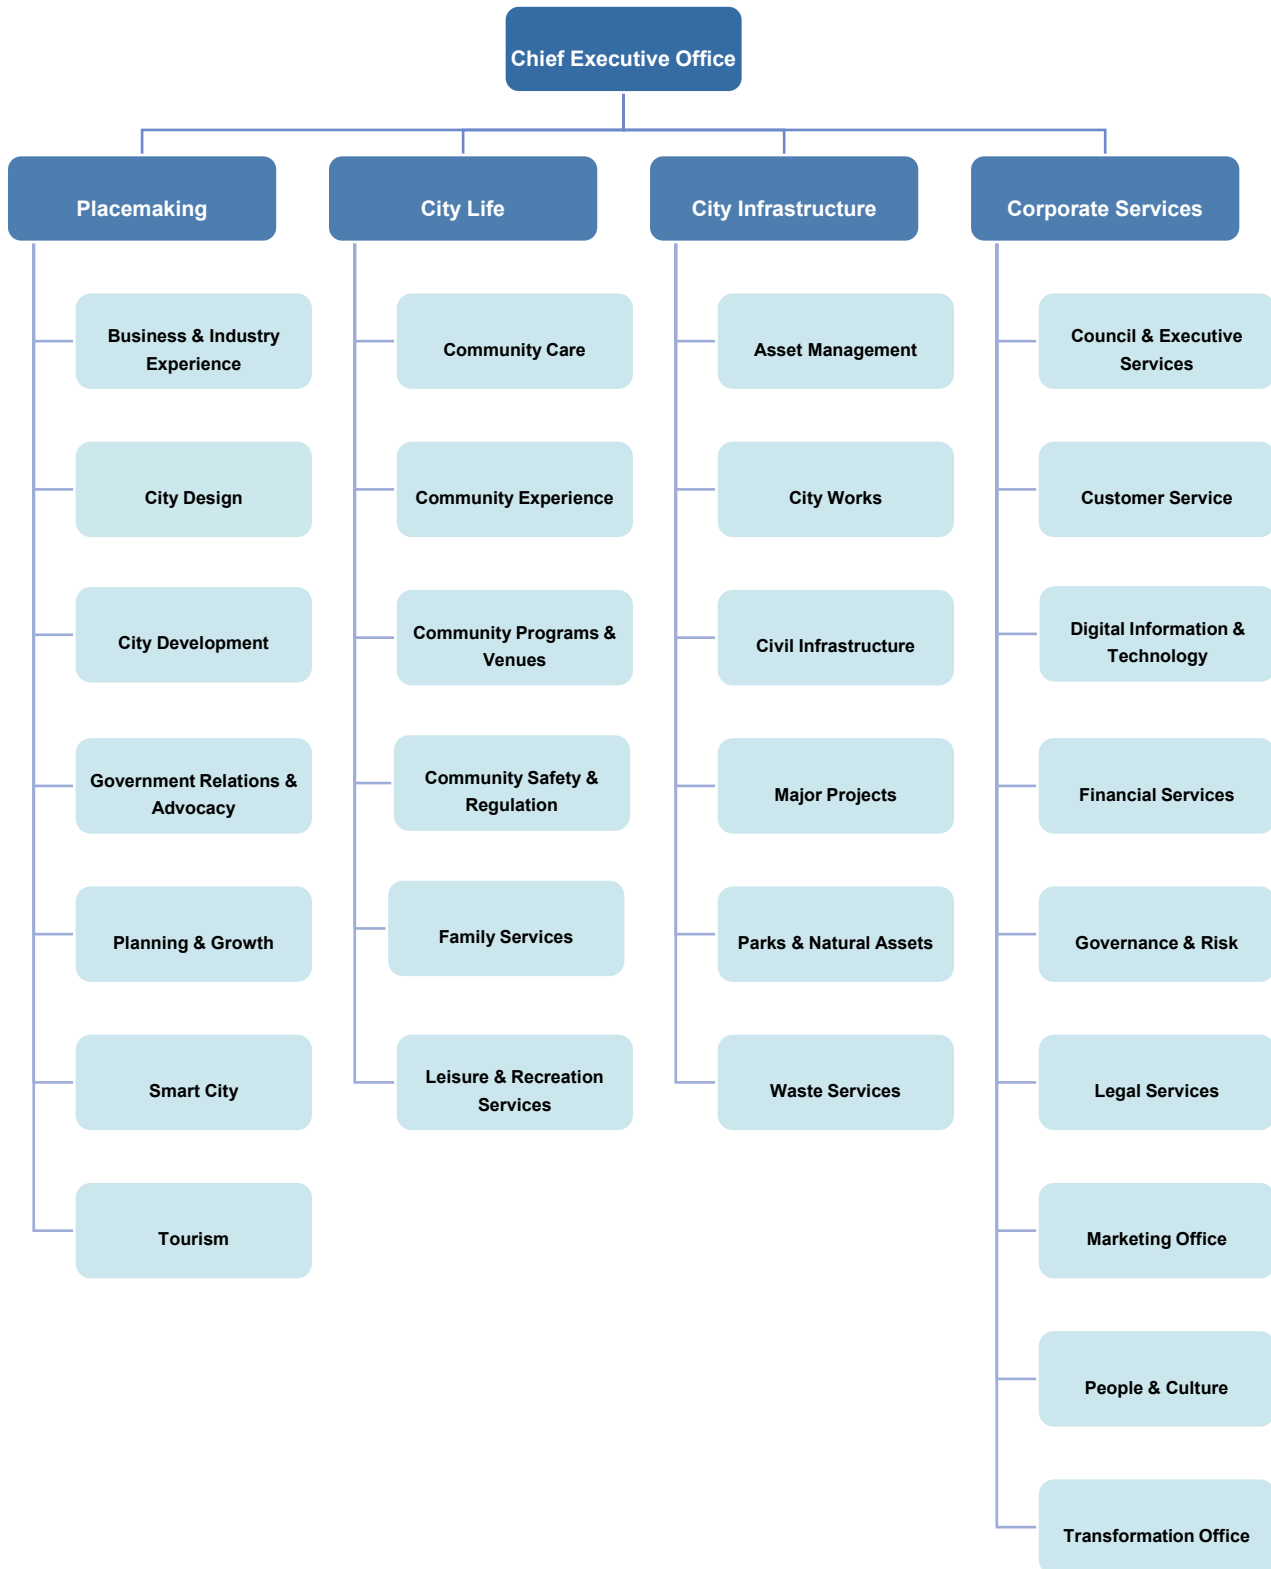 Chief Executive Office
Placemaking
City Life
City Infrastructure
Corporate Services
Business & Industry
Experience
City Design
City Development
Government Relations &
Advocacy
Planning & Growth
Smart City
Tourism
Community Care
Community Experience
Community Programs &
Venues
Community Safety &
Regulation
Family Services
Leisure & Recreation
Services
Asset Management
City Works
Civil Infrastructure
Major Projects
Parks & Natural Assets
Waste Services
Council & Executive
Services
Customer Service
Digital Information &
Technology
Financial Services
Governance & Risk
Legal Services
Marketing Office
People & Culture
Transformation Office